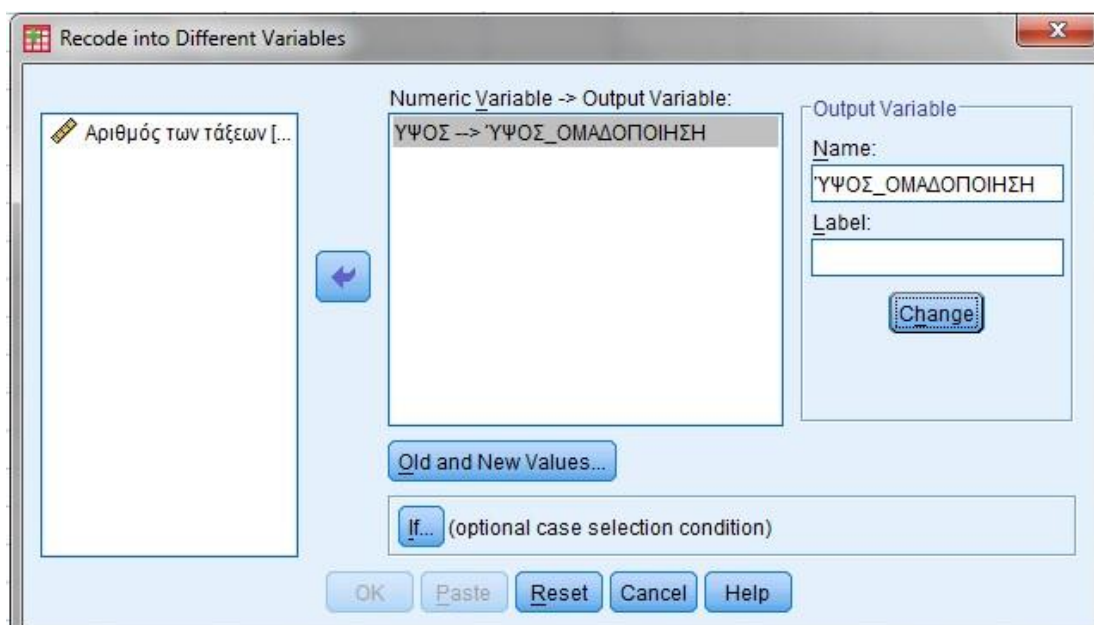 Recode into Different Variables
Αριθμός των τάξεων [...
Numeric Variable -> Output Variable:
ΥΨΟΣ --> ΎΨΟΣ_ΟΜΑΔΟΠΟΙΗΣΗ
Output Variable
Name:
ΎΨΟΣ_ΟΜΑΔΟΠΟΙΗΣΗ
Label:
Change
Old and New Values...
If... (optional case selection condition)
OK Paste Reset Cancel Help